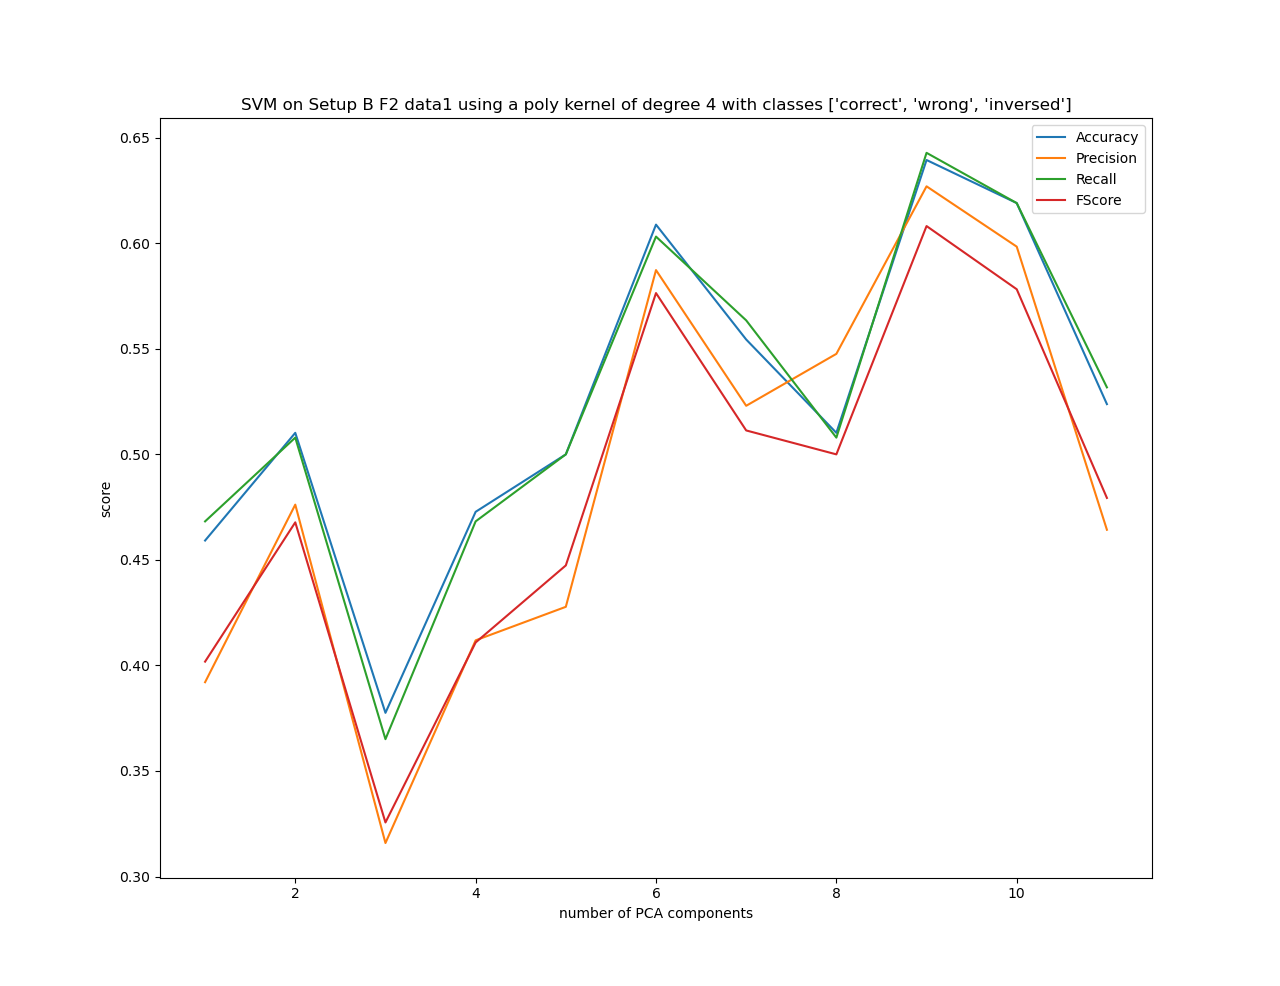 SVM on Setup B F2 data1 using a poly kernel of degree 4 with classes ['correct', 'wrong', 'inversed']
Accuracy
Precision
Recall
FScore
0.65
0.60
0.55
0.50
0.45
0.40
0.35
0.30
score
2 4 6 8 10
number of PCA components